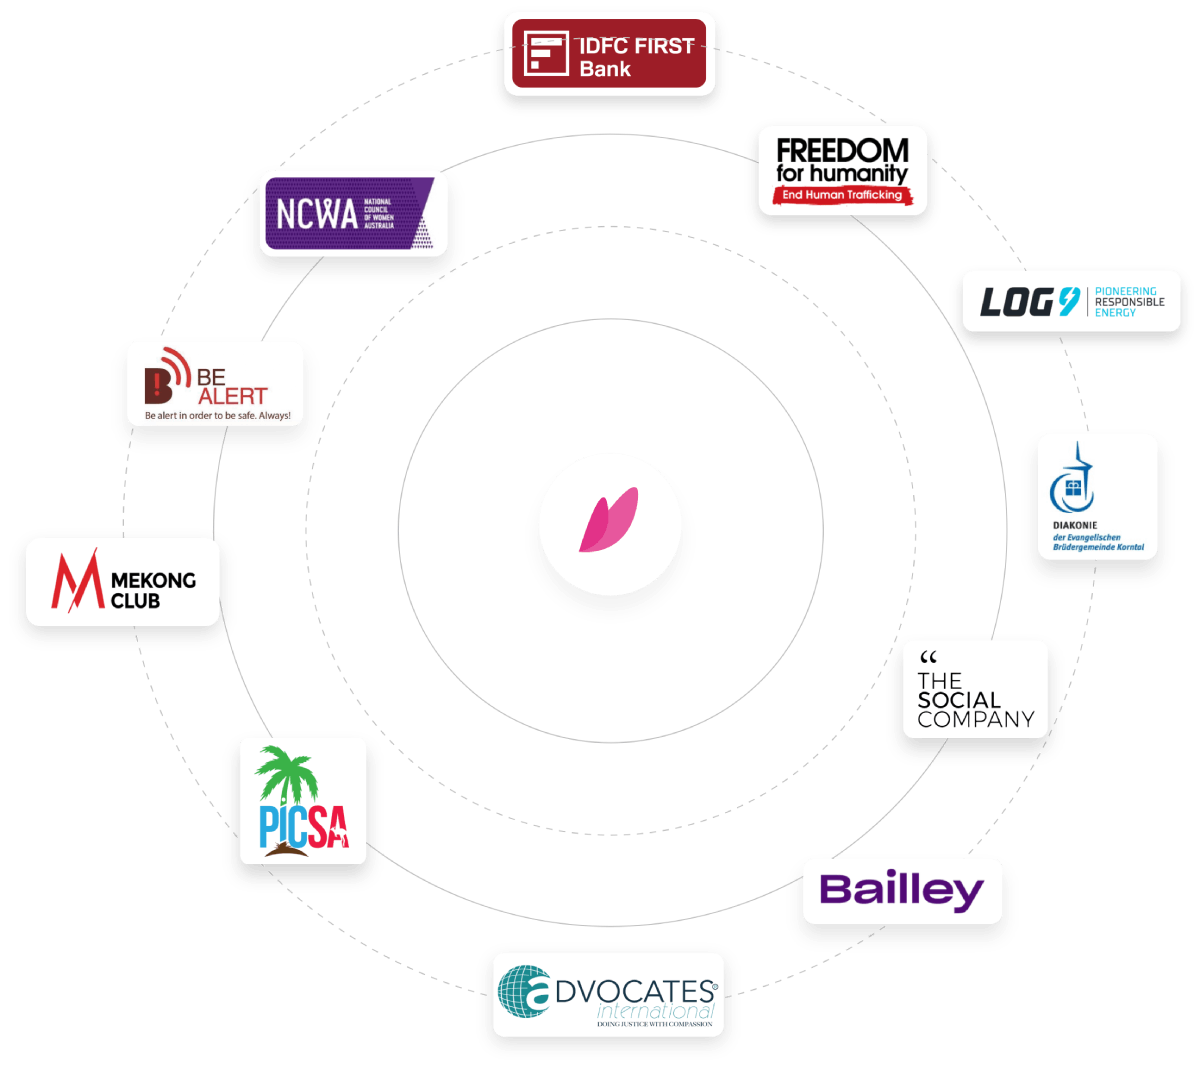 IDFC FIRST
Bank
FREEDOM
for humanity
End Human Trafficking
NCWA
NATIONAL
COUNCIL
OF WOMEN
AUSTRALIA
LOG9
PIONEERING
RESPONSIBLE
ENERGY
B!
BE
ALERT
Be alert in order to be safe. Always!
DIAKONIE
der Evangelischen
Brüdergemeinde Korntal
MEKONG
CLUB
“
THE
SOCIAL
COMPANY
PICSA
Bailley
aDVOCATES®
international
DOING JUSTICE WITH COMPASSION